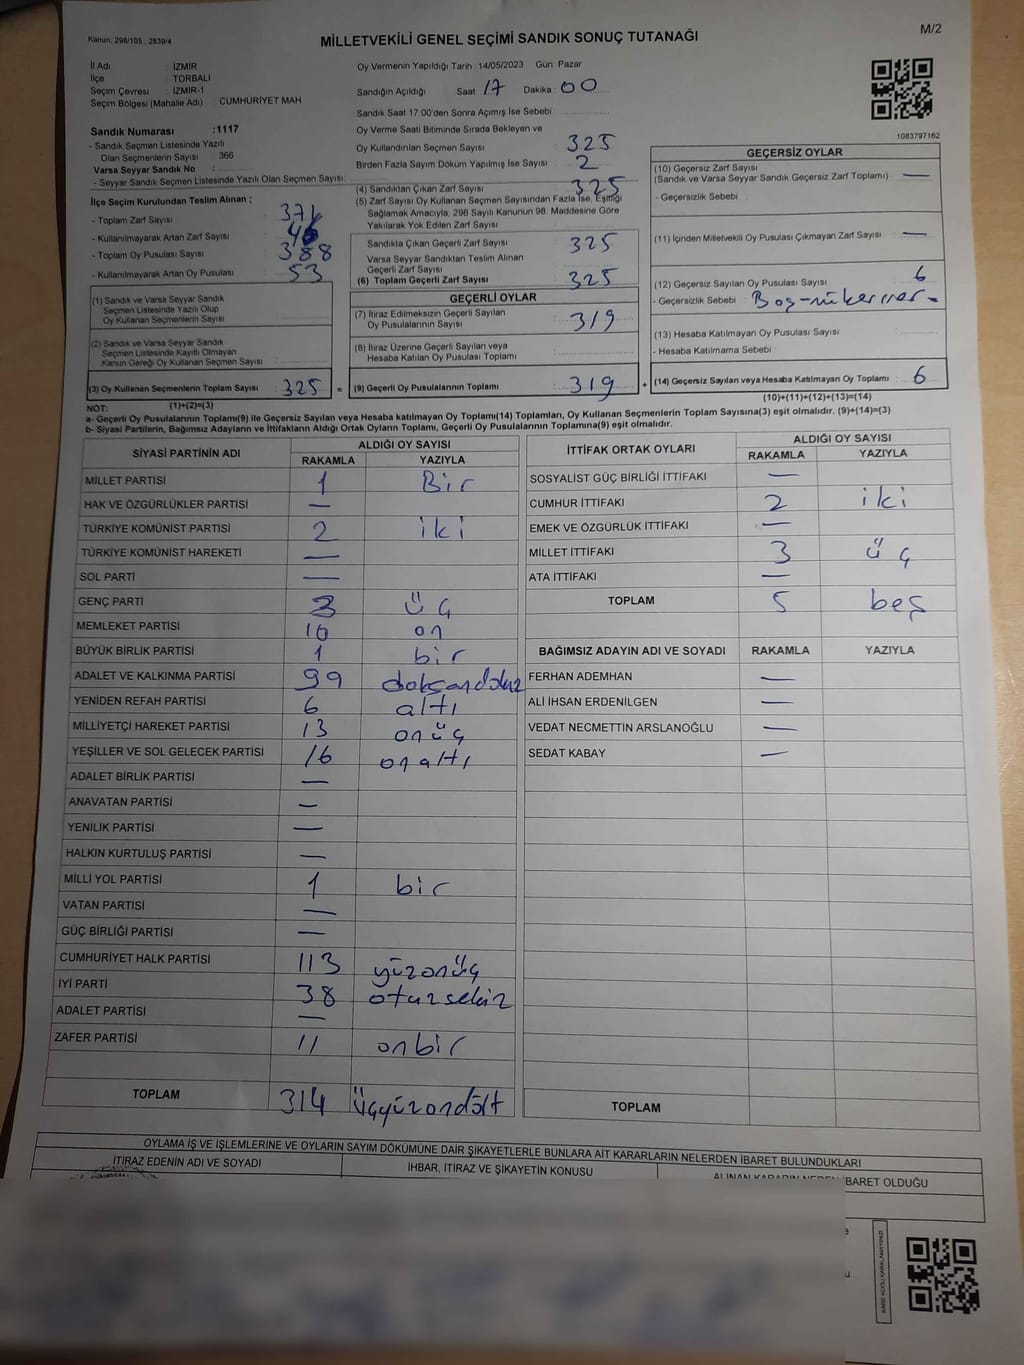 Kanun: 298/105, 2839/4
MİLLETVEKİLİ GENEL SEÇİMİ SANDIK SONUÇ TUTANAĞI
M/2
İl Adı : İZMİR
İlçe : TORBALI
Seçim Çevresi : İZMİR-1
Seçim Bölgesi (Mahalle Adı) : CUMHURİYET MAH
Sandık Numarası : 1117
- Sandık Seçmen Listesinde Yazılı
Olan Seçmenlerin Sayısı : 366
Varsa Seyyar Sandık No :
- Seyyar Sandık Seçmen Listesinde Yazılı Olan Seçmen Sayısı:
İlçe Seçim Kurulundan Teslim Alınan ;
- Toplam Zarf Sayısı : 371
- Kullanılmayarak Artan Zarf Sayısı : 46
- Toplam Oy Pusulası Sayısı : 388
- Kullanılmayarak Artan Oy Pusulası : 53
(1) Sandık ve Varsa Seyyar Sandık
Seçmen Listesinde Yazılı Olup
Oy Kullanan Seçmenlerin Sayısı :
(2) Sandık ve Varsa Seyyar Sandık
Seçmen Listesinde Kayıtlı Olmayan
Kanun Gereği Oy Kullanan Seçmen Sayısı :
(3) Oy Kullanan Seçmenlerin Toplam Sayısı : 325 =
(1)+(2)=(3)
Oy Vermenin Yapıldığı Tarih : 14/05/2023 Gün: Pazar
Sandığın Açıldığı Saat : 17 Dakika : 00
Sandık Saat 17:00'den Sonra Açılmış İse Sebebi :
Oy Verme Saati Bitiminde Sırada Bekleyen ve
Oy Kullandırılan Seçmen Sayısı : 325
Birden Fazla Sayım Döküm Yapılmış İse Sayısı : 2
(4) Sandıktan Çıkan Zarf Sayısı : 325
(5) Zarf Sayısı Oy Kullanan Seçmen Sayısından Fazla İse, Eşitliği
Sağlamak Amacıyla, 298 Sayılı Kanunun 98. Maddesine Göre
Yakılarak Yok Edilen Zarf Sayısı :
Sandıkta Çıkan Geçerli Zarf Sayısı : 325
Varsa Seyyar Sandıktan Teslim Alınan
Geçerli Zarf Sayısı :
(6) Toplam Geçerli Zarf Sayısı : 325
GEÇERLİ OYLAR
(7) İtiraz Edilmeksizin Geçerli Sayılan
Oy Pusulalarının Sayısı : 319
(8) İtiraz Üzerine Geçerli Sayılan veya
Hesaba Katılan Oy Pusulası Toplamı :
(9) Geçerli Oy Pusulalarının Toplamı : 319 +
1083797162
GEÇERSİZ OYLAR
(10) Geçersiz Zarf Sayısı
(Sandık ve Varsa Seyyar Sandık Geçersiz Zarf Toplamı) : —
- Geçersizlik Sebebi :
(11) İçinden Milletvekili Oy Pusulası Çıkmayan Zarf Sayısı : —
(12) Geçersiz Sayılan Oy Pusulası Sayısı : 6
- Geçersizlik Sebebi :
(13) Hesaba Katılmayan Oy Pusulası Sayısı :
- Hesaba Katılmama Sebebi :
(14) Geçersiz Sayılan veya Hesaba Katılmayan Oy Toplamı : 6
(10)+(11)+(12)+(13)=(14)
NOT:
a- Geçerli Oy Pusulalarının Toplamı(9) ile Geçersiz Sayılan veya Hesaba katılmayan Oy Toplamı(14) Toplamları, Oy Kullanan Seçmenlerin Toplam Sayısına(3) eşit olmalıdır. (9)+(14)=(3)
b- Siyasi Partilerin, Bağımsız Adayların ve İttifakların Aldığı Ortak Oyların Toplamı, Geçerli Oy Pusulalarının Toplamına(9) eşit olmalıdır.
SİYASİ PARTİNİN ADI
ALDIĞI OY SAYISI
RAKAMLA YAZIYLA
MİLLET PARTİSİ 1 Bir
HAK VE ÖZGÜRLÜKLER PARTİSİ —
TÜRKİYE KOMÜNİST PARTİSİ 2 iki
TÜRKİYE KOMÜNİST HAREKETİ —
SOL PARTİ —
GENÇ PARTİ 3 üç
MEMLEKET PARTİSİ 10 on
BÜYÜK BİRLİK PARTİSİ 1 bir
ADALET VE KALKINMA PARTİSİ 99 doksandokuz
YENİDEN REFAH PARTİSİ 6 altı
MİLLİYETÇİ HAREKET PARTİSİ 13 onüç
YEŞİLLER VE SOL GELECEK PARTİSİ 16 onaltı
ADALET BİRLİK PARTİSİ —
ANAVATAN PARTİSİ —
YENİLİK PARTİSİ —
HALKIN KURTULUŞ PARTİSİ —
MİLLİ YOL PARTİSİ 1 bir
VATAN PARTİSİ —
GÜÇ BİRLİĞİ PARTİSİ —
CUMHURİYET HALK PARTİSİ 113 yüzonüç
İYİ PARTİ 38 otuzsekiz
ADALET PARTİSİ —
ZAFER PARTİSİ 11 onbir
TOPLAM 314 üçyüzondört
İTTİFAK ORTAK OYLARI
ALDIĞI OY SAYISI
RAKAMLA YAZIYLA
SOSYALİST GÜÇ BİRLİĞİ İTTİFAKI —
CUMHUR İTTİFAKI 2 iki
EMEK VE ÖZGÜRLÜK İTTİFAKI —
MİLLET İTTİFAKI 3 üç
ATA İTTİFAKI —
TOPLAM 5 beş
BAĞIMSIZ ADAYIN ADI VE SOYADI RAKAMLA YAZIYLA
FERHAN ADEMHAN —
ALİ İHSAN ERDENİLGEN —
VEDAT NECMETTİN ARSLANOĞLU —
SEDAT KABAY —
TOPLAM
OYLAMA İŞ VE İŞLEMLERİNE VE OYLARIN SAYIM DÖKÜMÜNE DAİR ŞİKAYETLERLE BUNLARA AİT KARARLARIN NELERDEN İBARET BULUNDUKLARI
İTİRAZ EDENİN ADI VE SOYADI
İHBAR, İTİRAZ VE ŞİKAYETİN KONUSU
ALINAN KARARIN NEDEN İBARET OLDUĞU
KARE KODU KARALAMAYINIZ!